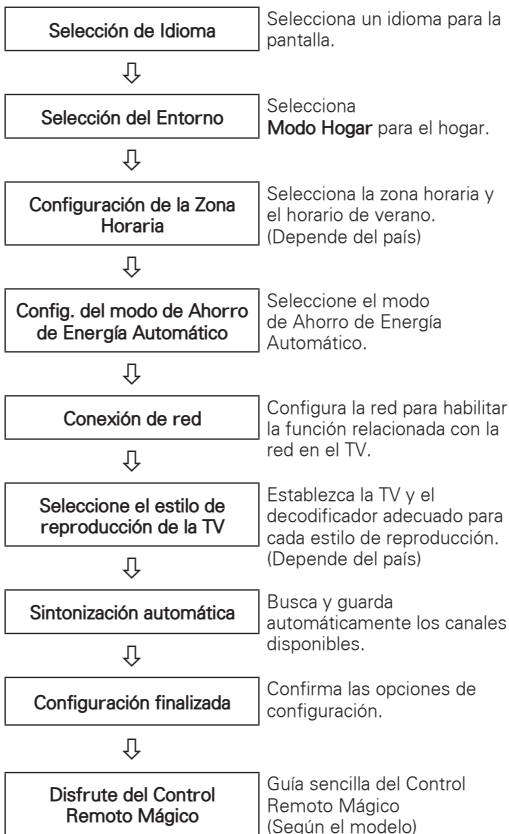 Selección de Idioma
Selecciona un idioma para la
pantalla.
Selección del Entorno
Selecciona
Modo Hogar para el hogar.
Configuración de la Zona
Horaria
Selecciona la zona horaria y
el horario de verano.
(Depende del país)
Config. del modo de Ahorro
de Energía Automático
Seleccione el modo
de Ahorro de Energía
Automático.
Conexión de red
Configura la red para habilitar
la función relacionada con la
red en el TV.
Seleccione el estilo de
reproducción de la TV
Establezca la TV y el
decodificador adecuado para
cada estilo de reproducción.
(Depende del país)
Sintonización automática
Busca y guarda
automáticamente los canales
disponibles.
Configuración finalizada
Confirma las opciones de
configuración.
Disfrute del Control
Remoto Mágico
Guía sencilla del Control
Remoto Mágico
(Según el modelo)